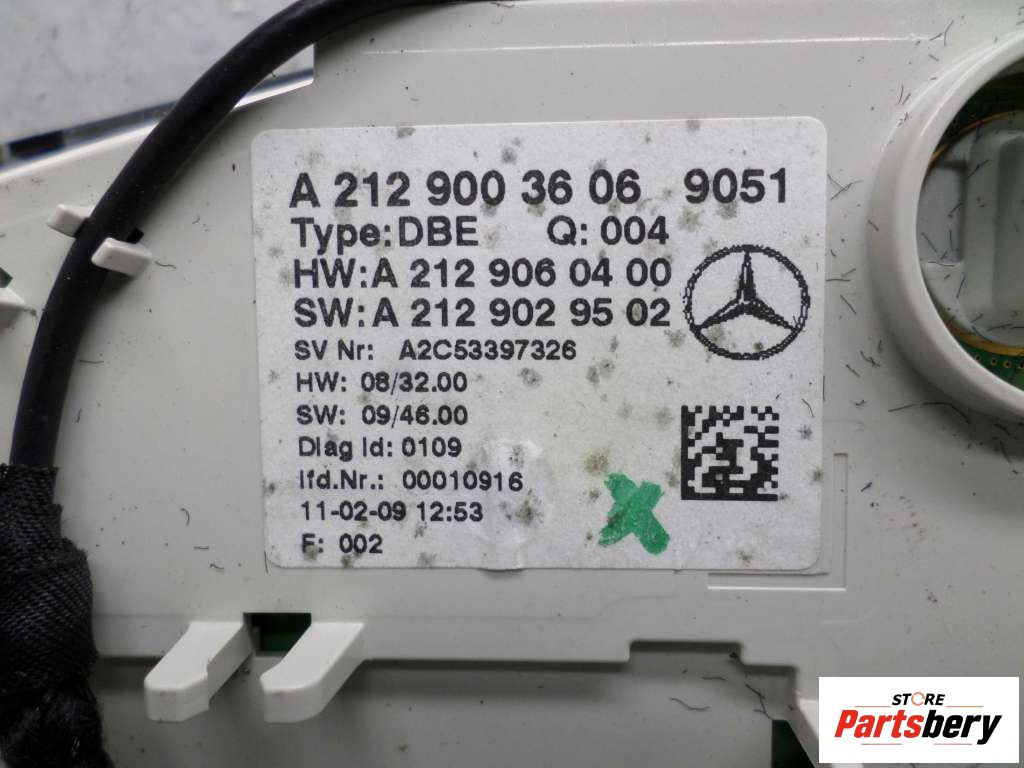 A 212 900 3606 9051
Type: DBE Q: 004
HW: A 212 906 04 00
SW: A 212 902 95 02
SV Nr: A2C53397326
HW: 08/32.00
SW: 09/46.00
Diag Id: 0109
lfd.Nr.: 00010916
11-02-09 12:53
F: 002
STORE
Partsbery